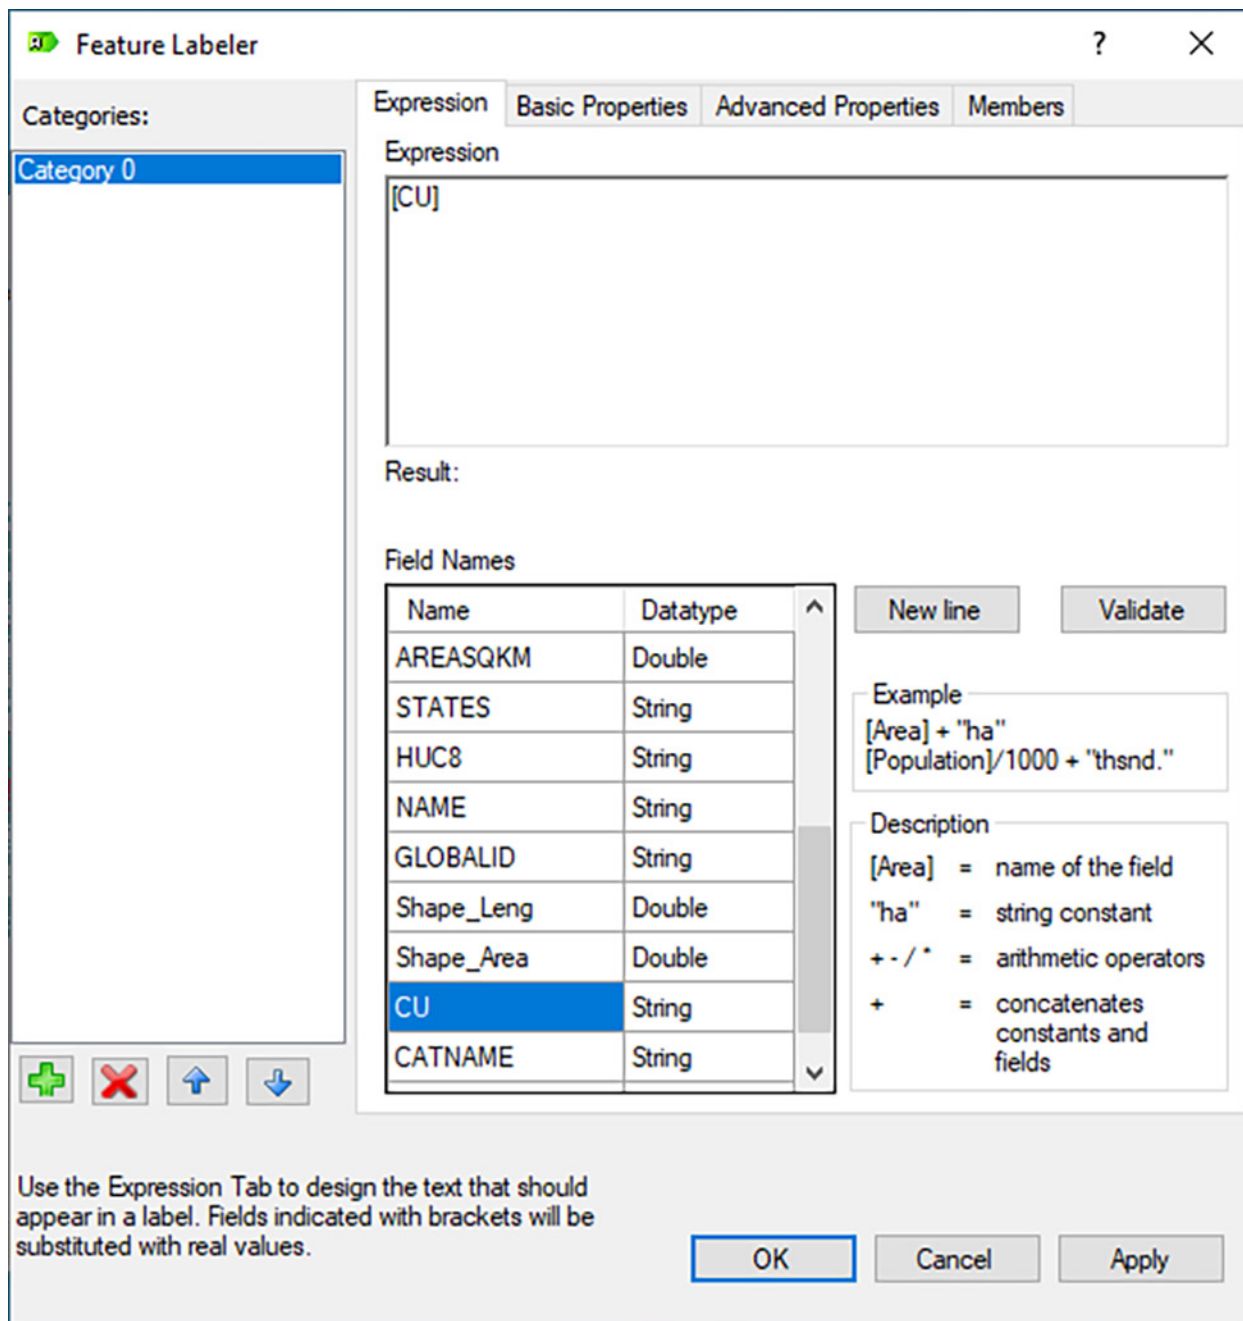 Feature Labeler
?
Categories:
Category 0
Expression Basic Properties Advanced Properties Members
Expression
[CU]
Result:
Field Names
Name Datatype
AREASQKM Double
STATES String
HUC8 String
NAME String
GLOBALID String
Shape_Leng Double
Shape_Area Double
CU String
CATNAME String
New line Validate
Example
[Area] + "ha"
[Population]/1000 + "thsnd."
Description
[Area] = name of the field
"ha" = string constant
+ - / * = arithmetic operators
+ = concatenates
constants and
fields
Use the Expression Tab to design the text that should
appear in a label. Fields indicated with brackets will be
substituted with real values.
OK Cancel Apply